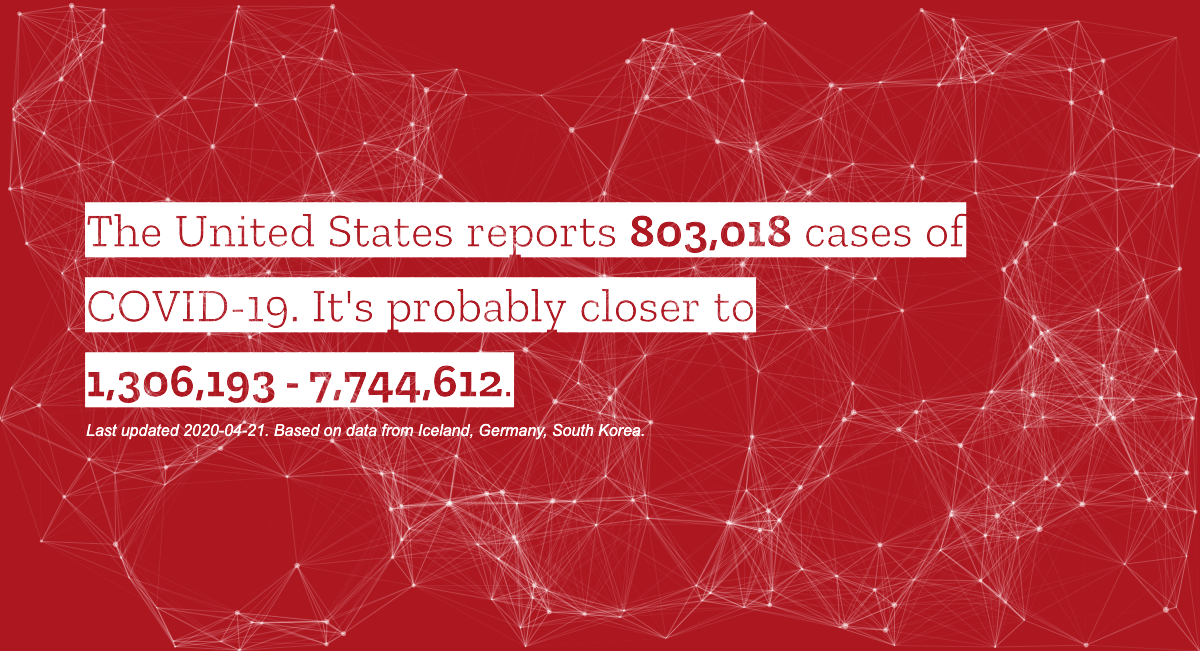 The United States reports 803,018 cases of
COVID-19. It's probably closer to
1,306,193 - 7,744,612.
Last updated 2020-04-21. Based on data from Iceland, Germany, South Korea.